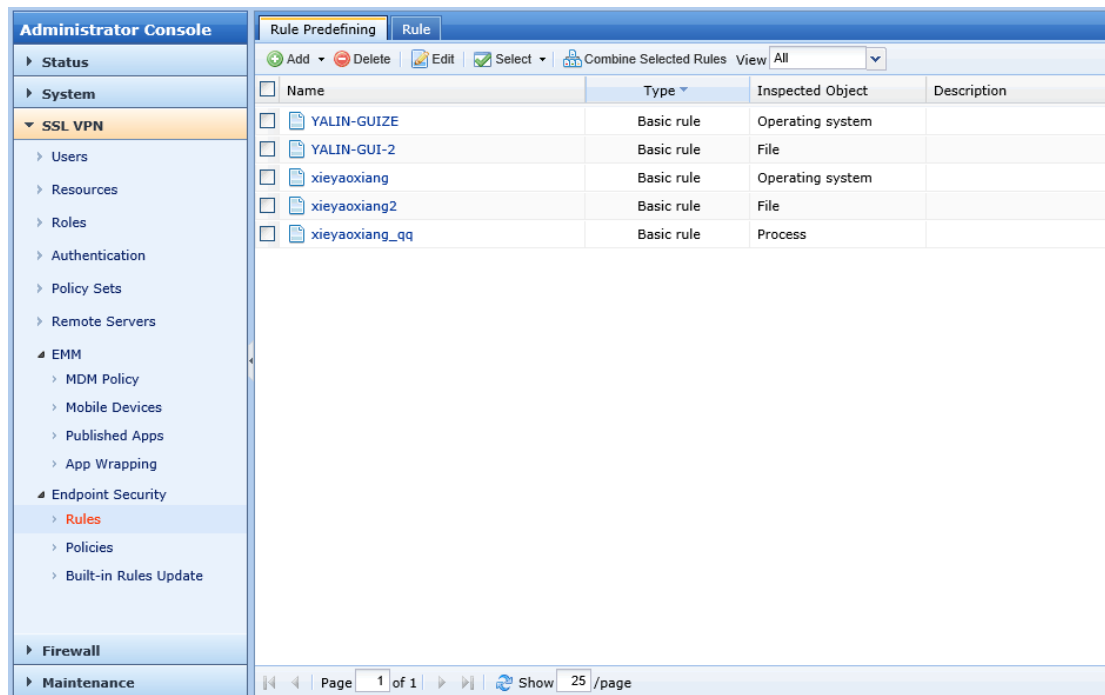 Administrator Console
Status
System
SSL VPN
Users
Resources
Roles
Authentication
Policy Sets
Remote Servers
EMM
MDM Policy
Mobile Devices
Published Apps
App Wrapping
Endpoint Security
Rules
Policies
Built-in Rules Update
Firewall
Maintenance
Rule Predefining Rule
Add Delete Edit Select Combine Selected Rules View All
Name Type Inspected Object Description
YALIN-GUIZE Basic rule Operating system
YALIN-GUI-2 Basic rule File
xieyaoxiang Basic rule Operating system
xieyaoxiang2 Basic rule File
xieyaoxiang_qq Basic rule Process
Page 1 of 1 Show 25 /page